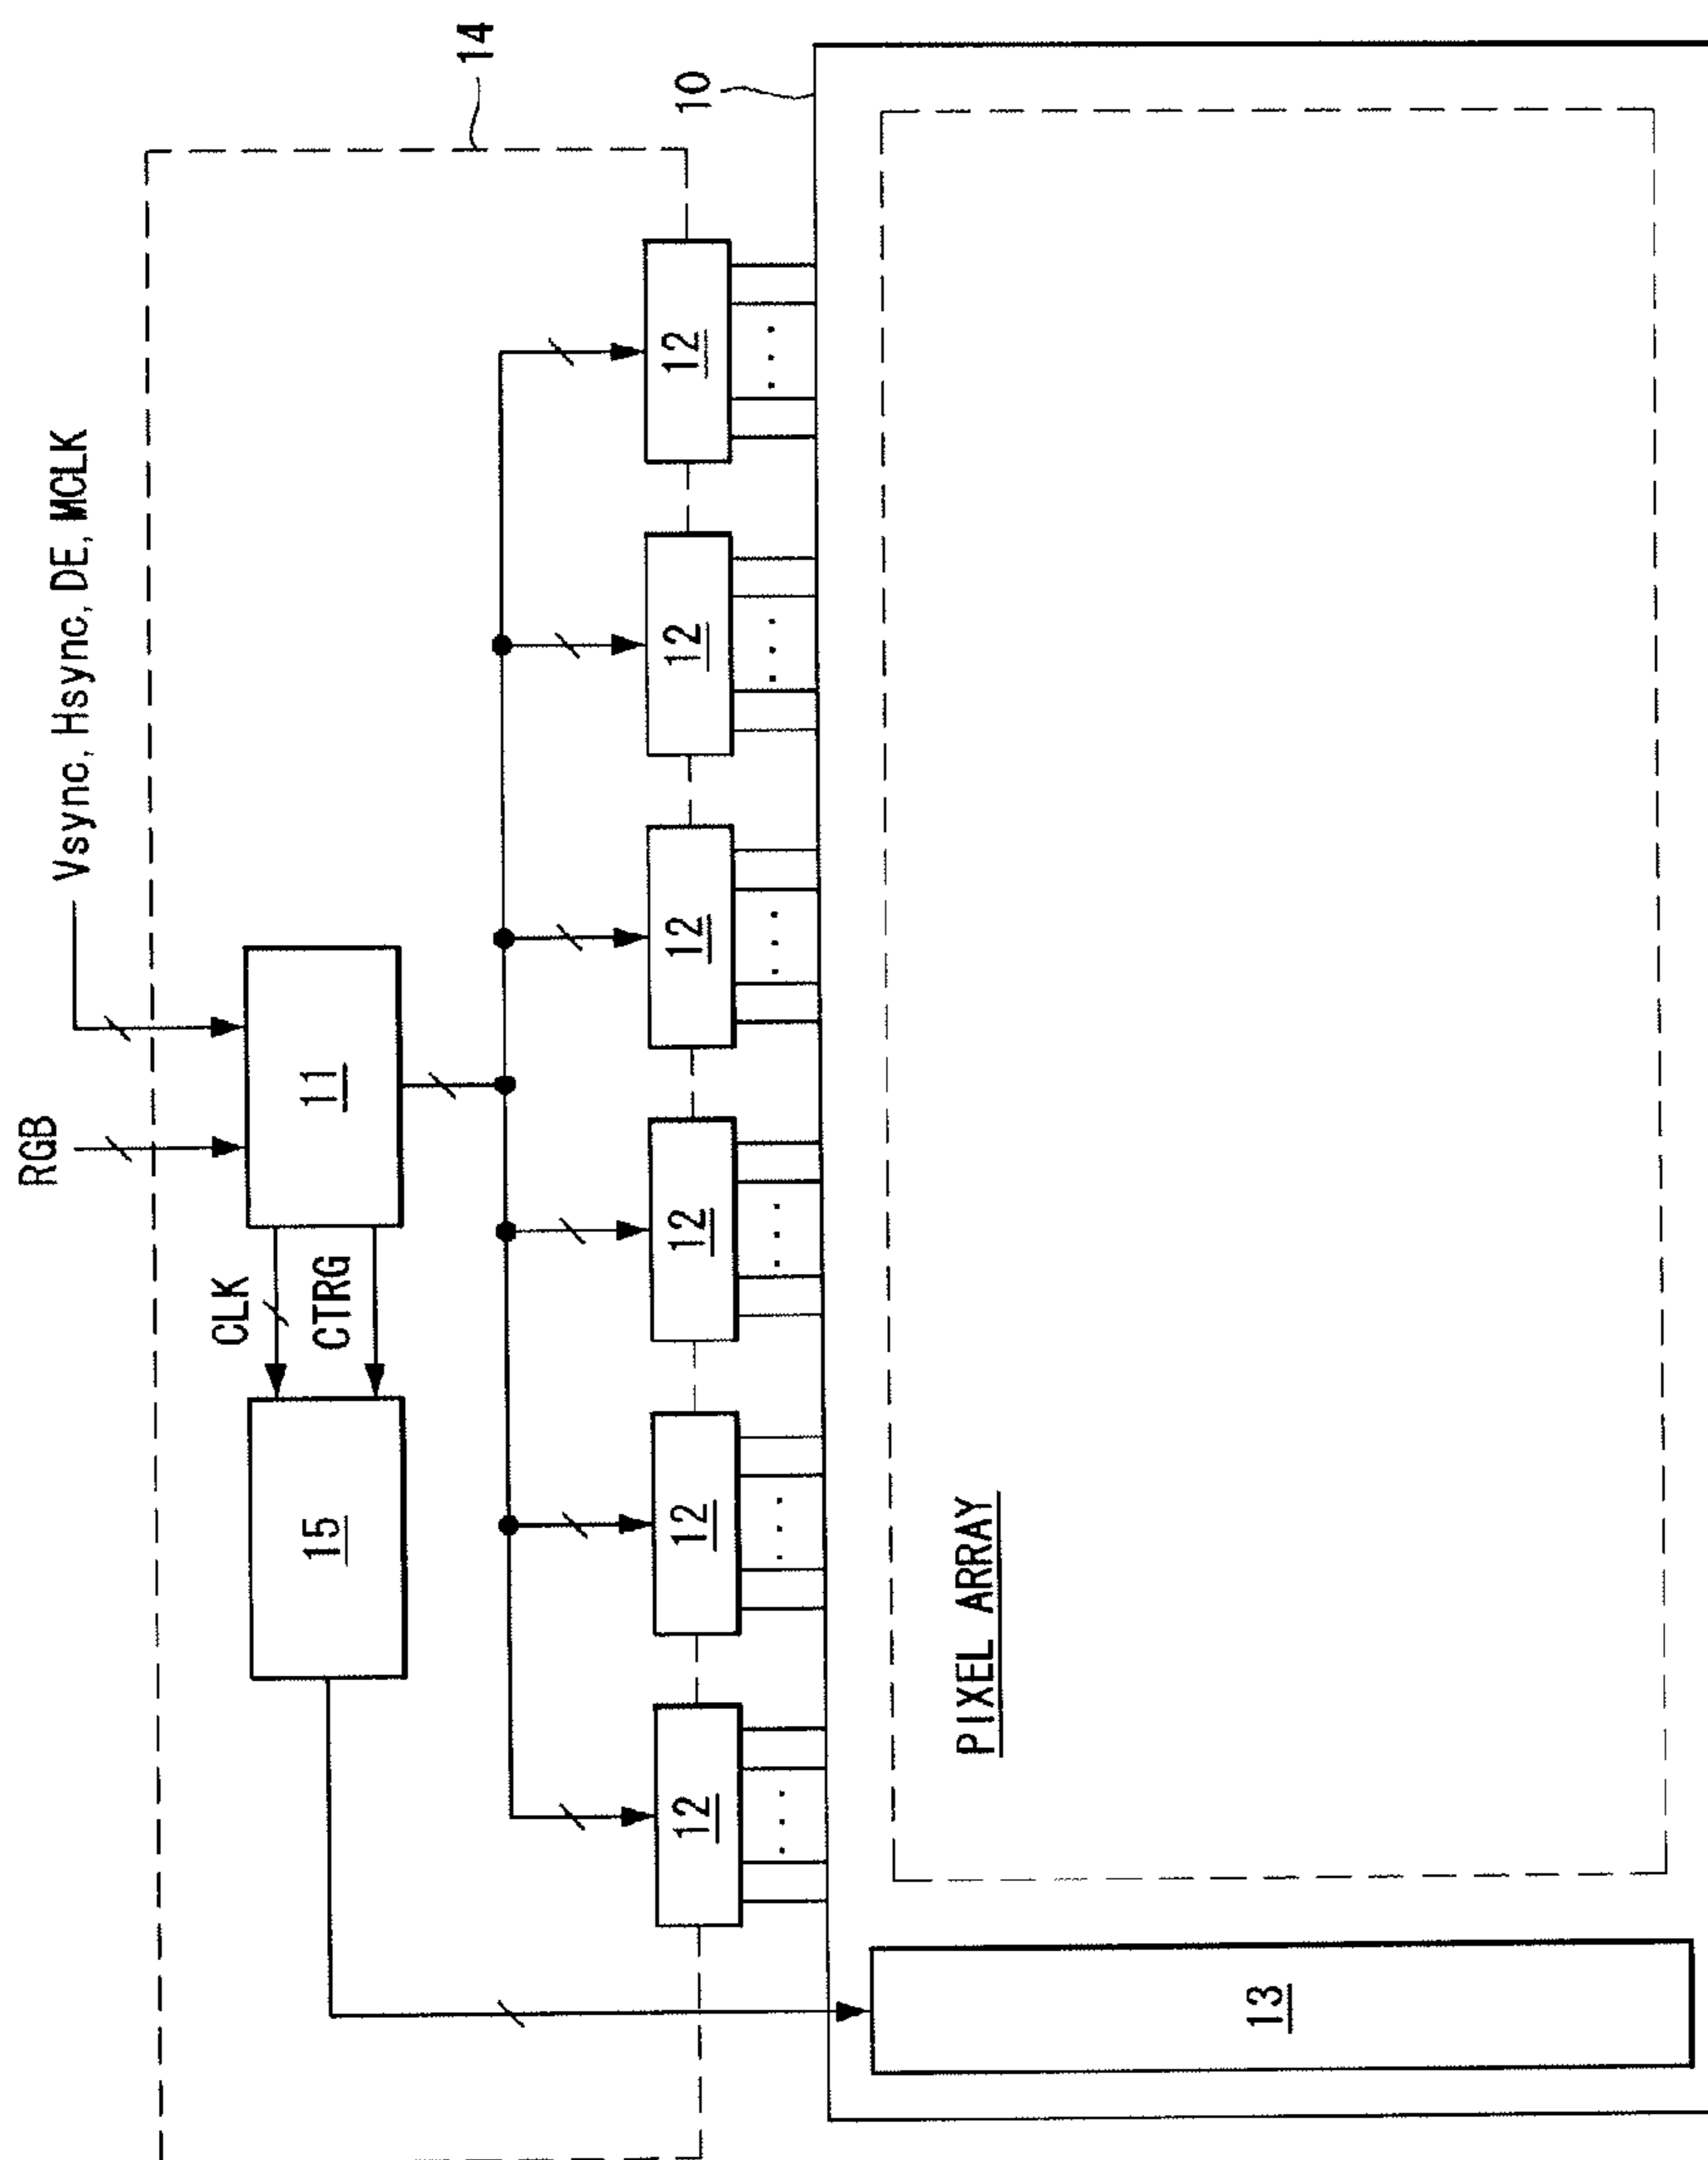 14
Vsync, Hsync, DE, MCLK
RGB
10
11
CLK
CTRG
15
12
12
12
12
12
12
PIXEL ARRAY
13